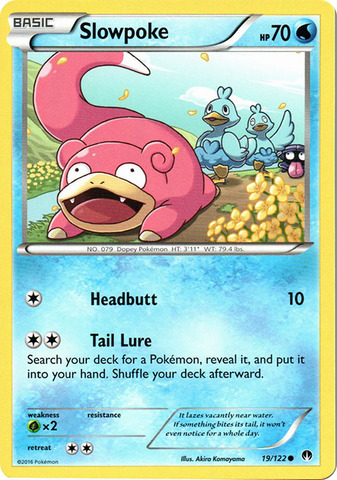 BASIC
Slowpoke
HP 70
NO. 079 Dopey Pokémon. HT: 3'11" WT: 79.4 lbs.
Headbutt 10
Tail Lure
Search your deck for a Pokémon, reveal it, and put it
into your hand. Shuffle your deck afterward.
weakness resistance
×2
retreat
It lazes vacantly near water.
If something bites its tail, it won't
even notice for a whole day.
©2016 Pokémon
Illus. Akira Komayama
19/122